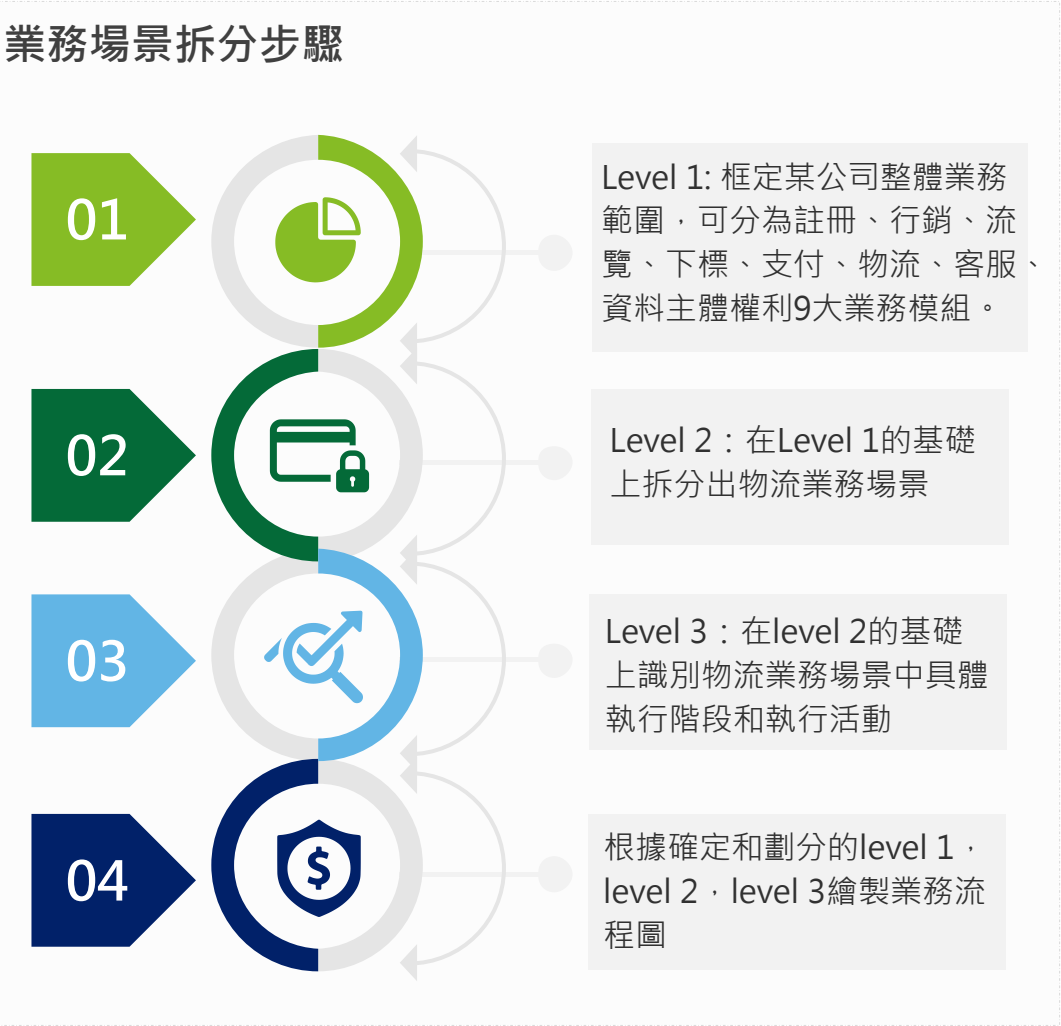 業務場景拆分步驟
01
Level 1: 框定某公司整體業務
範圍，可分為註冊、行銷、流
覽、下標、支付、物流、客服、
資料主體權利9大業務模組。
02
Level 2：在Level 1的基礎
上拆分出物流業務場景
03
Level 3：在level 2的基礎
上識別物流業務場景中具體
執行階段和執行活動
04
根據確定和劃分的level 1，
level 2，level 3繪製業務流
程圖
$